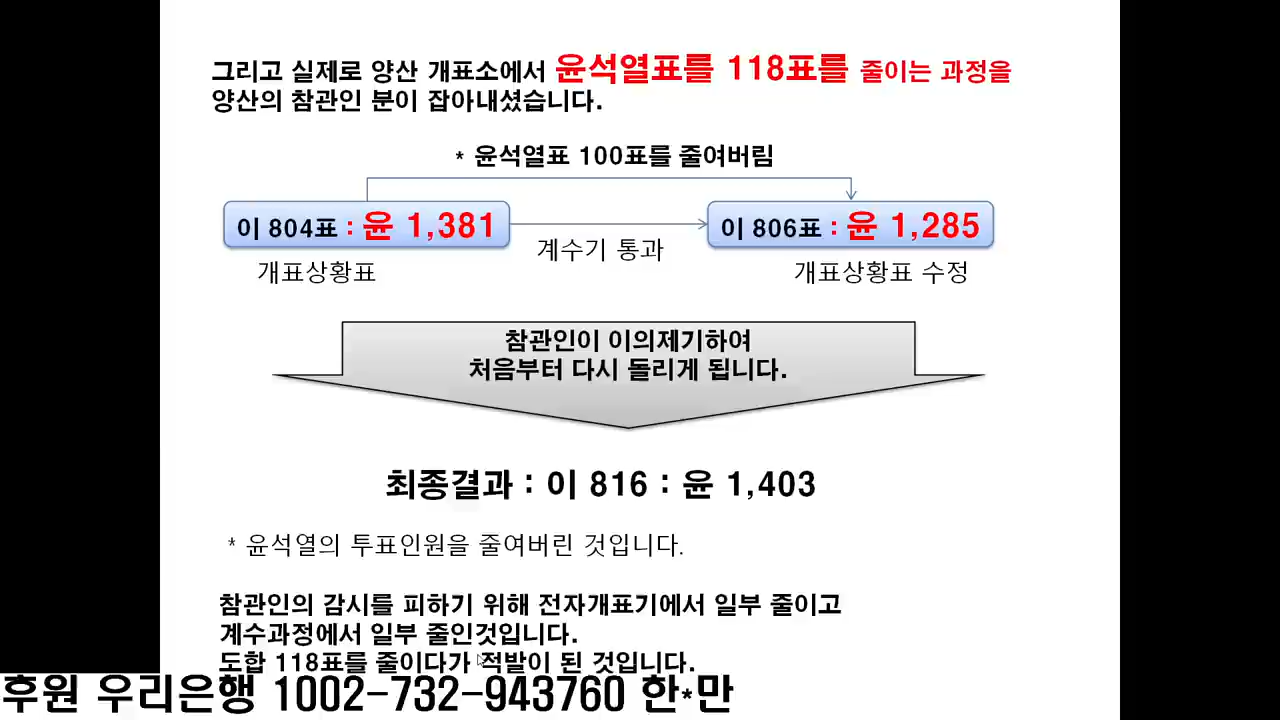 그리고 실제로 양산 개표소에서 윤석열표를 118표를 줄이는 과정을
양산의 참관인 분이 잡아내셨습니다.
* 윤석열표 100표를 줄여버림
이 804표 : 윤 1,381
이 806표 : 윤 1,285
계수기 통과
개표상황표
개표상황표 수정
참관인이 이의제기하여
처음부터 다시 돌리게 됩니다.
최종결과 : 이 816 : 윤 1,403
* 윤석열의 투표인원을 줄여버린 것입니다.
참관인의 감시를 피하기 위해 전자개표기에서 일부 줄이고
계수과정에서 일부 줄인것입니다.
도합 118표를 줄이다가 적발이 된 것입니다.
후원 우리은행 1002-732-943760 한*만